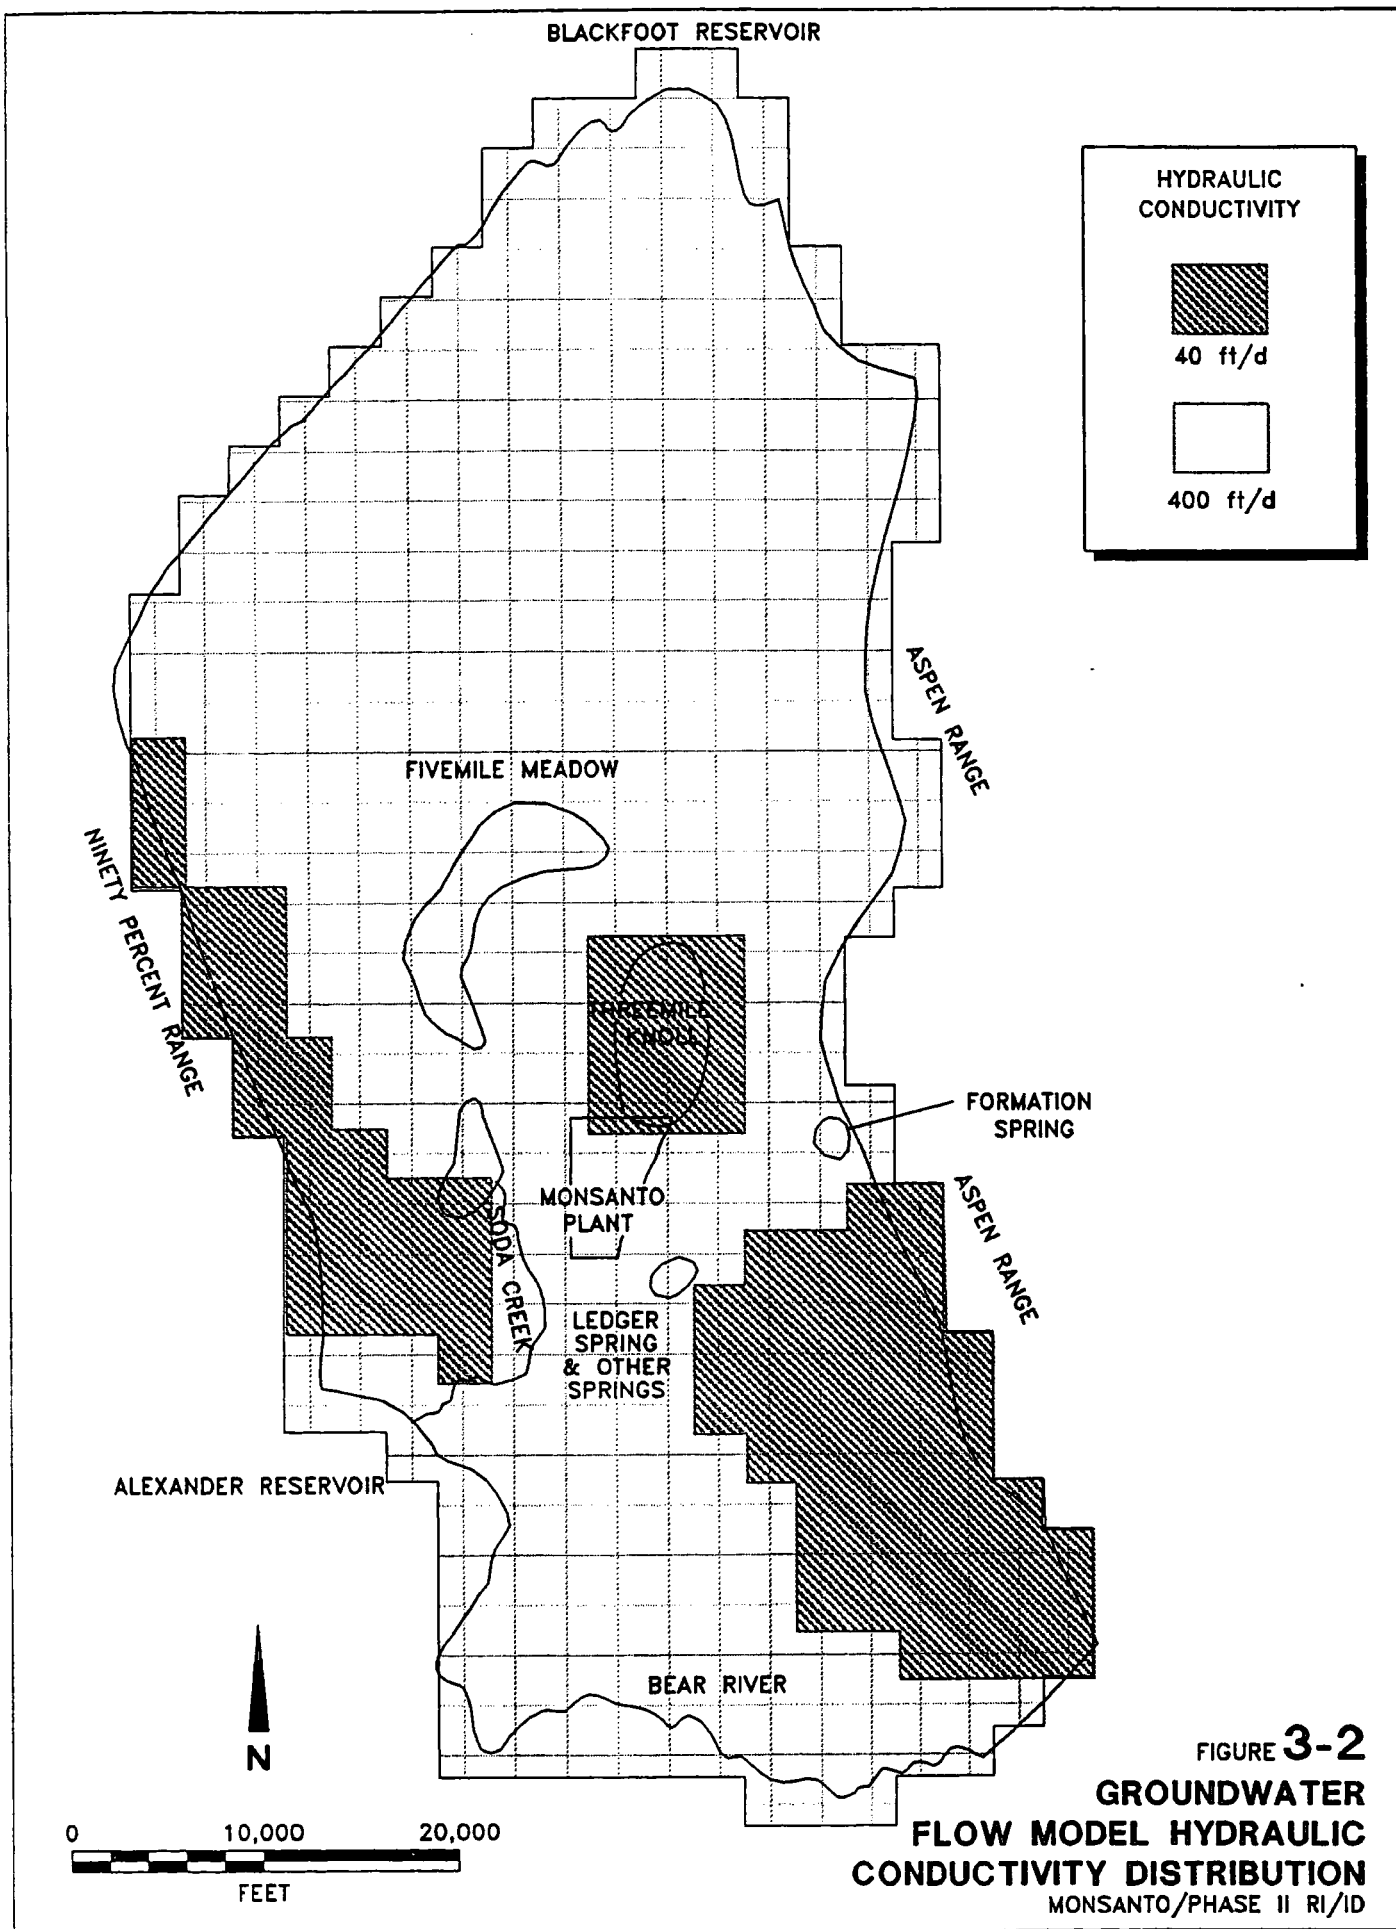 BLACKFOOT RESERVOIR
HYDRAULIC
CONDUCTIVITY
40 ft/d
400 ft/d
ASPEN RANGE
FIVEMILE MEADOW
NINETY PERCENT RANGE
THREEMILE
KNOLL
FORMATION
SPRING
MONSANTO
PLANT
SODA CREEK
ASPEN RANGE
LEDGER
SPRING
& OTHER
SPRINGS
ALEXANDER RESERVOIR
BEAR RIVER
N
0 10,000 20,000
FEET
FIGURE 3-2
GROUNDWATER
FLOW MODEL HYDRAULIC
CONDUCTIVITY DISTRIBUTION
MONSANTO/PHASE II RI/ID